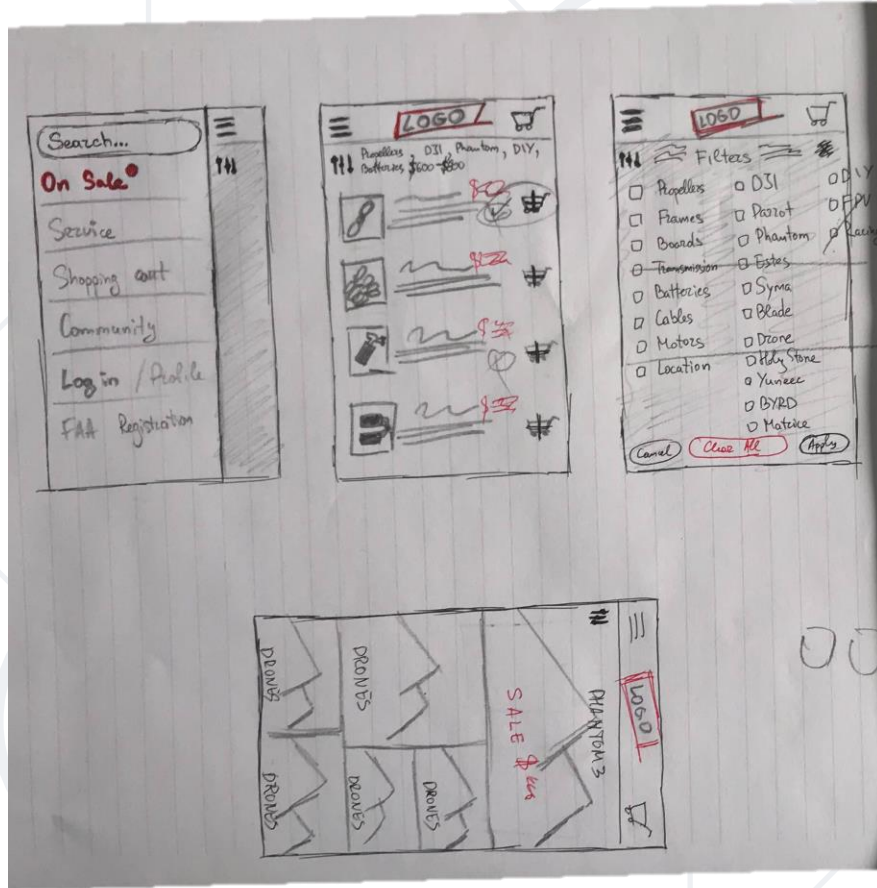 Search...
On Sale
Service
Shopping cart
Community
Log in / Profile
FAA Registration
LOGO
Propellers, DJI, Phantom, DIY,
Batteries $600-$800
LOGO
Filters
Propellers
Frames
Boards
Transmission
Batteries
Cables
Motors
Location
DJI
Parrot
Phantom
Estes
Syma
Blade
Drone
Holy Stone
Yuneec
BYRD
Matrice
DIY
FPV
Racing
Cancel
Clear All
Apply
LOGO
PHANTOM 3
SALE $
DRONES
DRONES
DRONES
DRONES
DRONES